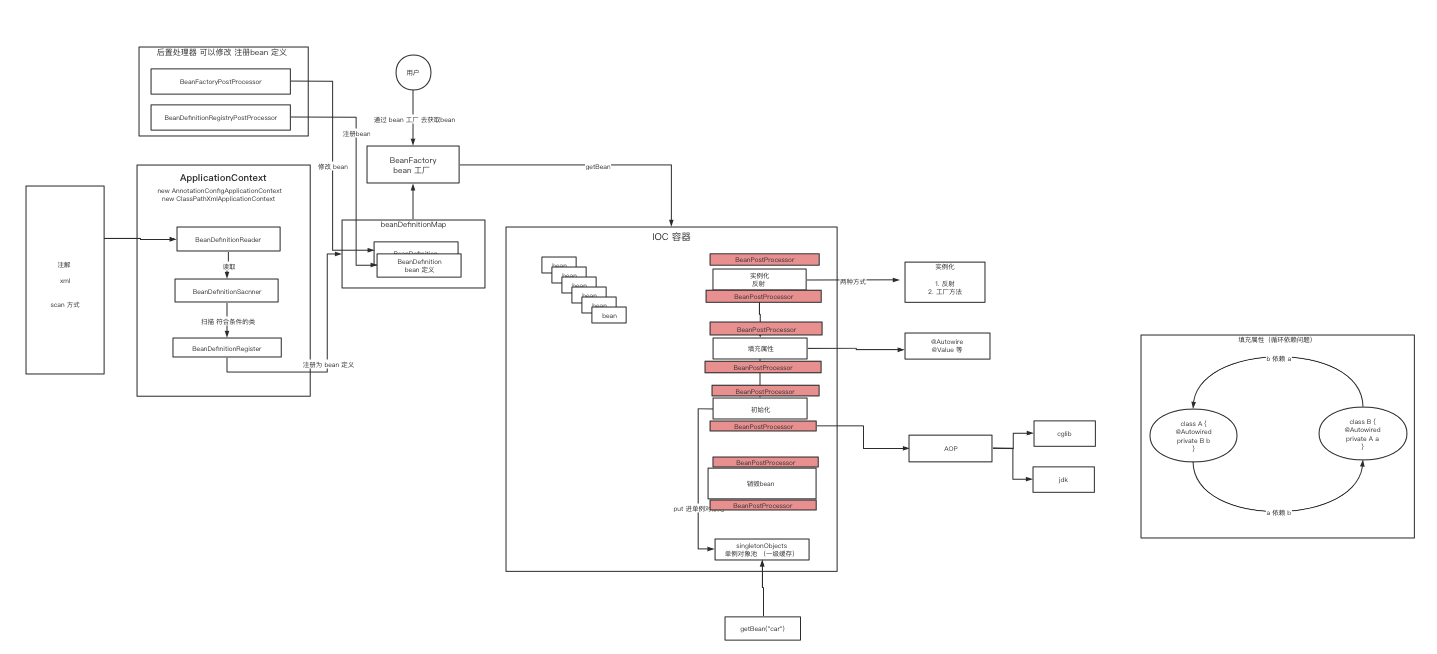 后置处理器 可以修改 注册bean 定义
BeanFactoryPostProcessor
BeanDefinitionRegistryPostProcessor
用户
通过 bean 工厂 去获取bean
注册bean
修改 bean
BeanFactory
bean 工厂
getBean
ApplicationContext
new AnnotationConfigApplicationContext
new ClassPathXmlApplicationContext
注解
xml
scan 方式
BeanDefinitionReader
读取
BeanDefinitionSacnner
扫描 符合条件的类
BeanDefinitionRegister
注册为 bean 定义
beanDefinitionMap
BeanDefinition
BeanDefinition
bean 定义
IOC 容器
bean
bean
bean
bean
bean
bean
BeanPostProcessor
实例化
反射
BeanPostProcessor
两种方式
实例化
1. 反射
2. 工厂方法
BeanPostProcessor
填充属性
BeanPostProcessor
@Autowire
@Value 等
BeanPostProcessor
初始化
BeanPostProcessor
AOP
cglib
jdk
BeanPostProcessor
销毁bean
BeanPostProcessor
put 进单例对
singletonObjects
单例对象池 （一级缓存）
getBean("car")
填充属性（循环依赖问题）
b 依赖 a
class A {
@Autowired
private B b
}
class B {
@Autowired
private A a
}
a 依赖 b